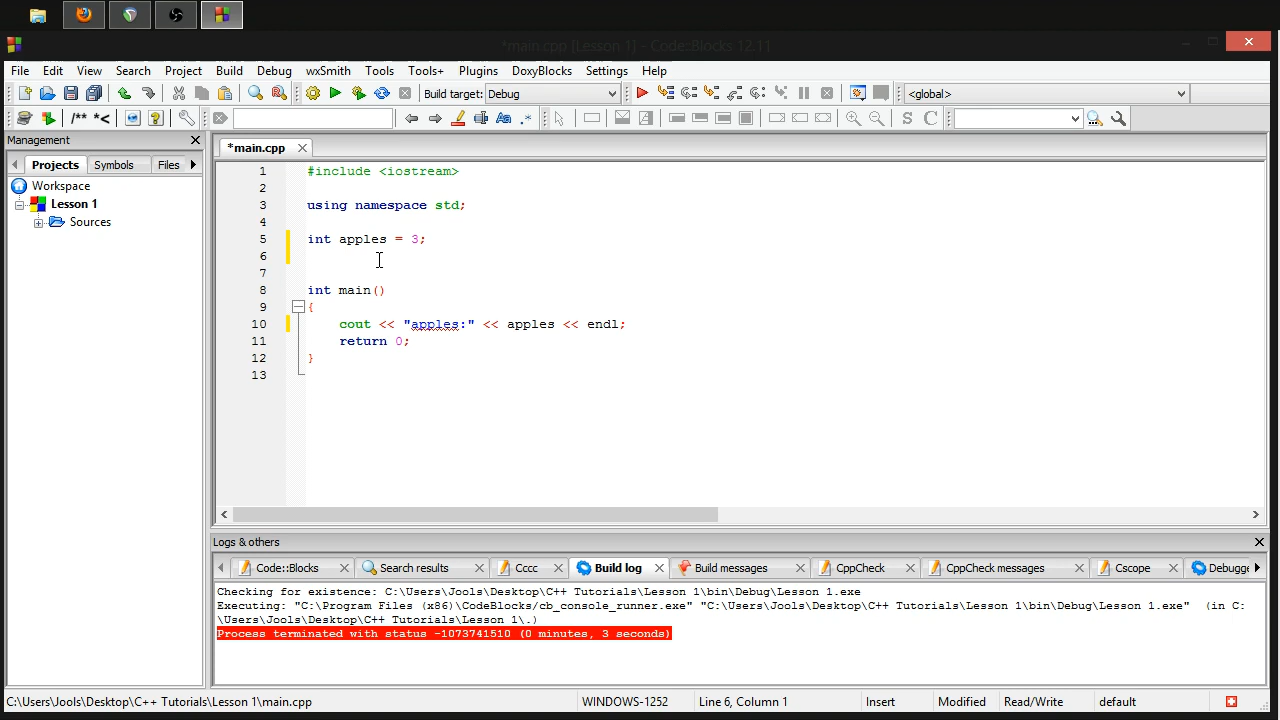 *main.cpp [Lesson 1] - Code::Blocks 12.11
File Edit View Search Project Build Debug wxSmith Tools Tools+ Plugins DoxyBlocks Settings Help
Build target: Debug <global>
/** *< Aa .* S C
Management
*main.cpp
Projects Symbols Files
Workspace
Lesson 1
Sources
1 #include <iostream>
2
3 using namespace std;
4
5 int apples = 3;
6
7
8 int main()
9 {
10 cout << "apples:" << apples << endl;
11 return 0;
12 }
13
Logs & others
Code::Blocks Search results Cccc Build log Build messages CppCheck CppCheck messages Cscope Debugge
Checking for existence: C:\Users\Jools\Desktop\C++ Tutorials\Lesson 1\bin\Debug\Lesson 1.exe
Executing: "C:\Program Files (x86)\CodeBlocks/cb_console_runner.exe" "C:\Users\Jools\Desktop\C++ Tutorials\Lesson 1\bin\Debug\Lesson 1.exe" (in C:
\Users\Jools\Desktop\C++ Tutorials\Lesson 1\.)
Process terminated with status -1073741510 (0 minutes, 3 seconds)
C:\Users\Jools\Desktop\C++ Tutorials\Lesson 1\main.cpp WINDOWS-1252 Line 6, Column 1 Insert Modified Read/Write default